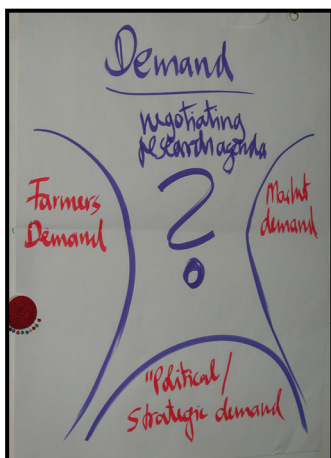 Demand
negotiating
research agenda
?
Farmers
Demand
Market
demand
"Political/
Strategic demand